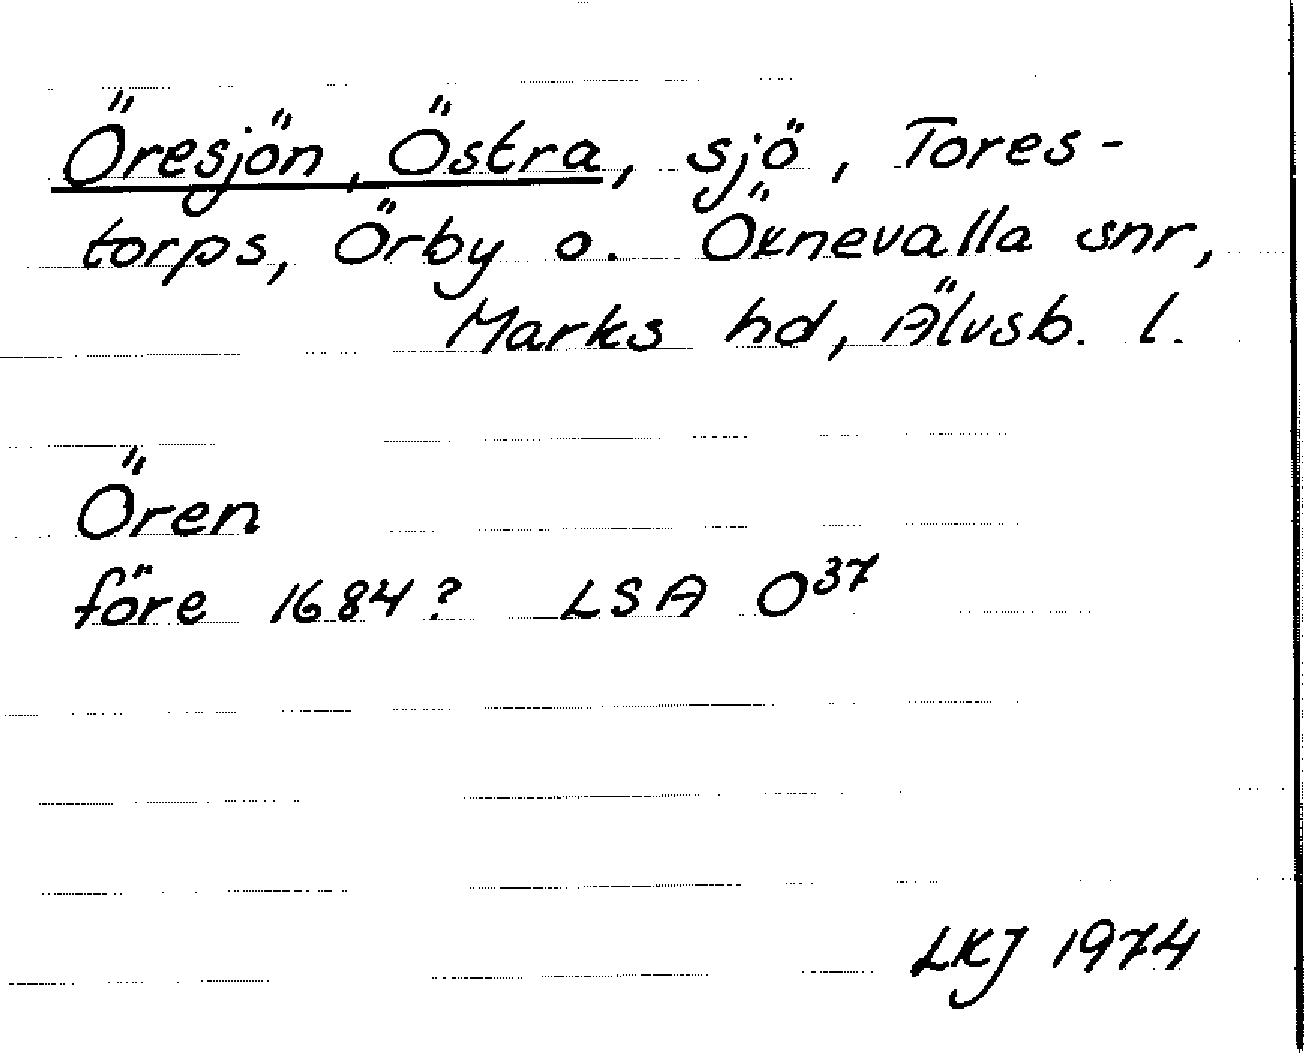 Öresjön, Östra, sjö, Tores-
torps, Örby o. Öxnevalla snr,
Marks hd, Älvsb. l.
Ören
före 1684? LSA O³⁷
LKJ 1974